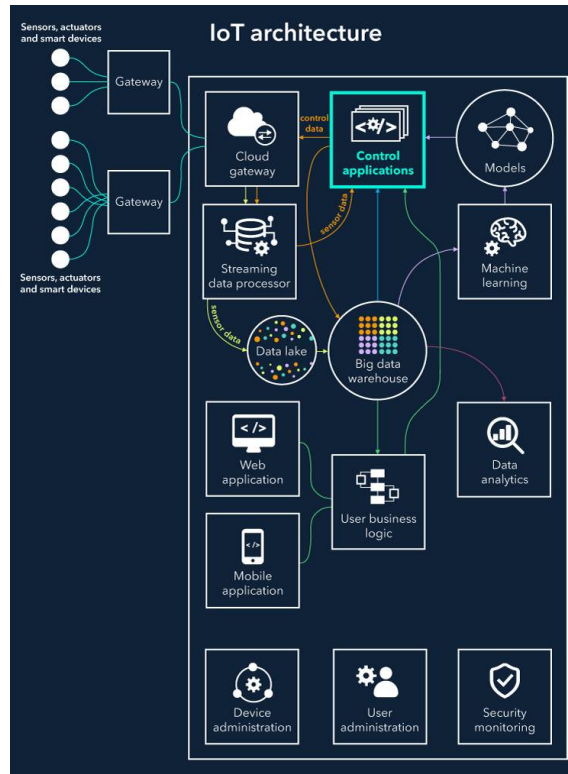 Sensors, actuators
and smart devices
IoT architecture
Gateway
Gateway
Sensors, actuators
and smart devices
Cloud
gateway
control
data
<⚙/>
Control
applications
Models
Streaming
data processor
sensor data
Machine
learning
sensor data
Data lake
Big data
warehouse
</>
Web
application
User business
logic
Data
analytics
</>
Mobile
application
Device
administration
User
administration
Security
monitoring